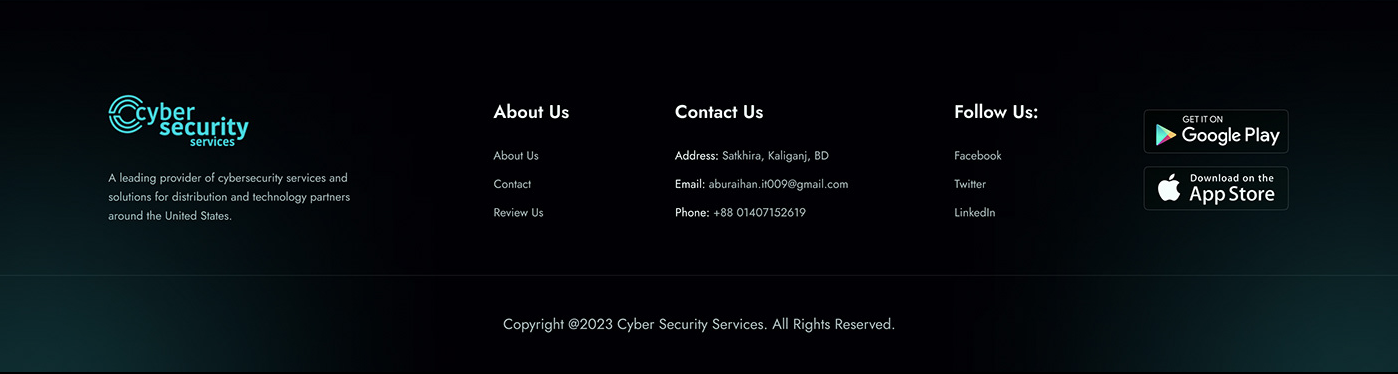 cyber
security
services
A leading provider of cybersecurity services and
solutions for distribution and technology partners
around the United States.
About Us
About Us
Contact
Review Us
Contact Us
Address: Satkhira, Kaliganj, BD
Email: aburaihan.it009@gmail.com
Phone: +88 01407152619
Follow Us:
Facebook
Twitter
LinkedIn
GET IT ON
Google Play
Download on the
App Store
Copyright @2023 Cyber Security Services. All Rights Reserved.